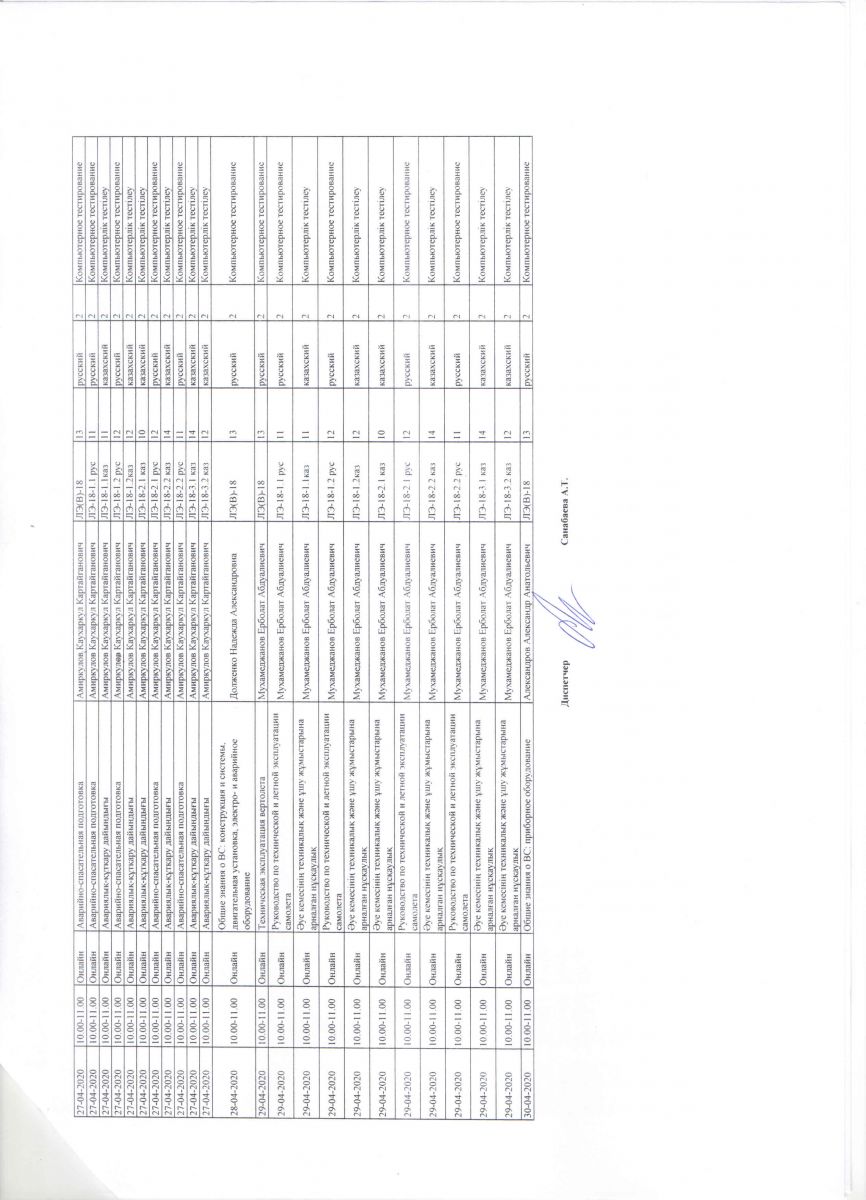 27-04-2020 10.00-11.00 Онлайн Аварийно-спасательная подготовка Амиркулов Каухаркул Картайганович ЛЭ(В)-18 13 русский 2 Компьютерное тестирование
27-04-2020 10.00-11.00 Онлайн Аварийно-спасательная подготовка Амиркулов Каухаркул Картайганович ЛЭ-18-1.1 рус 11 русский 2 Компьютерное тестирование
27-04-2020 10.00-11.00 Онлайн Авариялық-құтқару дайындығы Амиркулов Каухаркул Картайганович ЛЭ-18-1.1каз 11 казахский 2 Компьютерлік тестілеу
27-04-2020 10.00-11.00 Онлайн Аварийно-спасательная подготовка Амиркулов Каухаркул Картайганович ЛЭ-18-1.2 рус 12 русский 2 Компьютерное тестирование
27-04-2020 10.00-11.00 Онлайн Авариялық-құтқару дайындығы Амиркулов Каухаркул Картайганович ЛЭ-18-1.2каз 12 казахский 2 Компьютерлік тестілеу
27-04-2020 10.00-11.00 Онлайн Авариялық-құтқару дайындығы Амиркулов Каухаркул Картайганович ЛЭ-18-2.1 каз 10 казахский 2 Компьютерлік тестілеу
27-04-2020 10.00-11.00 Онлайн Аварийно-спасательная подготовка Амиркулов Каухаркул Картайганович ЛЭ-18-2.1 рус 12 русский 2 Компьютерное тестирование
27-04-2020 10.00-11.00 Онлайн Авариялық-құтқару дайындығы Амиркулов Каухаркул Картайганович ЛЭ-18-2.2 каз 14 казахский 2 Компьютерлік тестілеу
27-04-2020 10.00-11.00 Онлайн Аварийно-спасательная подготовка Амиркулов Каухаркул Картайганович ЛЭ-18-2.2 рус 11 русский 2 Компьютерное тестирование
27-04-2020 10.00-11.00 Онлайн Авариялық-құтқару дайындығы Амиркулов Каухаркул Картайганович ЛЭ-18-3.1 каз 14 казахский 2 Компьютерлік тестілеу
27-04-2020 10.00-11.00 Онлайн Авариялық-құтқару дайындығы Амиркулов Каухаркул Картайганович ЛЭ-18-3.2 каз 12 казахский 2 Компьютерлік тестілеу
Общие знания о ВС: конструкция и системы,
28-04-2020 10.00-11.00 Онлайн двигательная установка, электро- и аварийное Долженко Надежда Александровна ЛЭ(В)-18 13 русский 2 Компьютерное тестирование
оборудование
29-04-2020 10.00-11.00 Онлайн Техническая эксплуатация вертолета Мухамеджанов Ерболат Абдуалиевич ЛЭ(В)-18 13 русский 2 Компьютерное тестирование
29-04-2020 10.00-11.00 Онлайн Руководство по технической и летной эксплуатации Мухамеджанов Ерболат Абдуалиевич ЛЭ-18-1.1 рус 11 русский 2 Компьютерное тестирование
самолета
29-04-2020 10.00-11.00 Онлайн Әуе кемесінің техникалық және ұшу жұмыстарына Мухамеджанов Ерболат Абдуалиевич ЛЭ-18-1.1каз 11 казахский 2 Компьютерлік тестілеу
арналған нұсқаулық
29-04-2020 10.00-11.00 Онлайн Руководство по технической и летной эксплуатации Мухамеджанов Ерболат Абдуалиевич ЛЭ-18-1.2 рус 12 русский 2 Компьютерное тестирование
самолета
29-04-2020 10.00-11.00 Онлайн Әуе кемесінің техникалық және ұшу жұмыстарына Мухамеджанов Ерболат Абдуалиевич ЛЭ-18-1.2каз 12 казахский 2 Компьютерлік тестілеу
арналған нұсқаулық
29-04-2020 10.00-11.00 Онлайн Әуе кемесінің техникалық және ұшу жұмыстарына Мухамеджанов Ерболат Абдуалиевич ЛЭ-18-2.1 каз 10 казахский 2 Компьютерлік тестілеу
арналған нұсқаулық
29-04-2020 10.00-11.00 Онлайн Руководство по технической и летной эксплуатации Мухамеджанов Ерболат Абдуалиевич ЛЭ-18-2.1 рус 12 русский 2 Компьютерное тестирование
самолета
29-04-2020 10.00-11.00 Онлайн Әуе кемесінің техникалық және ұшу жұмыстарына Мухамеджанов Ерболат Абдуалиевич ЛЭ-18-2.2 каз 14 казахский 2 Компьютерлік тестілеу
арналған нұсқаулық
29-04-2020 10.00-11.00 Онлайн Руководство по технической и летной эксплуатации Мухамеджанов Ерболат Абдуалиевич ЛЭ-18-2.2 рус 11 русский 2 Компьютерное тестирование
самолета
29-04-2020 10.00-11.00 Онлайн Әуе кемесінің техникалық және ұшу жұмыстарына Мухамеджанов Ерболат Абдуалиевич ЛЭ-18-3.1 каз 14 казахский 2 Компьютерлік тестілеу
арналған нұсқаулық
29-04-2020 10.00-11.00 Онлайн Әуе кемесінің техникалық және ұшу жұмыстарына Мухамеджанов Ерболат Абдуалиевич ЛЭ-18-3.2 каз 12 казахский 2 Компьютерлік тестілеу
арналған нұсқаулық
30-04-2020 10.00-11.00 Онлайн Общие знания о ВС приборное оборудование Александров Александр Анатольевич ЛЭ(В)-18 13 русский 2 Компьютерное тестирование
Диспетчер Санабаева А.Т.